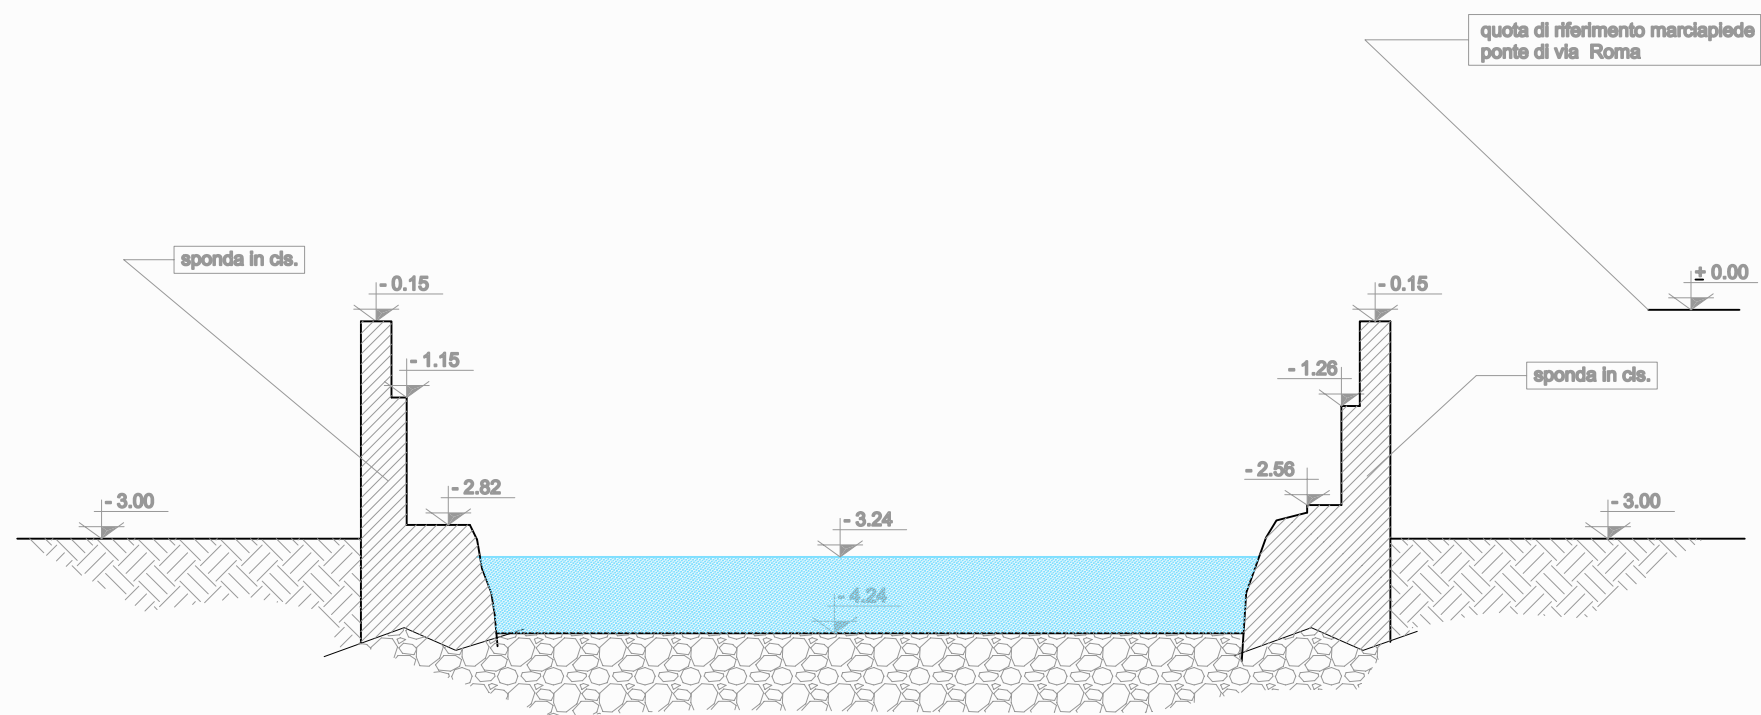 quota di riferimento marciapiede
ponte di via Roma
sponda in cls.
- 0.15
- 0.15
± 0.00
- 1.15
- 1.26
sponda in cls.
- 2.82
- 2.56
- 3.00
- 3.24
- 3.00
- 4.24